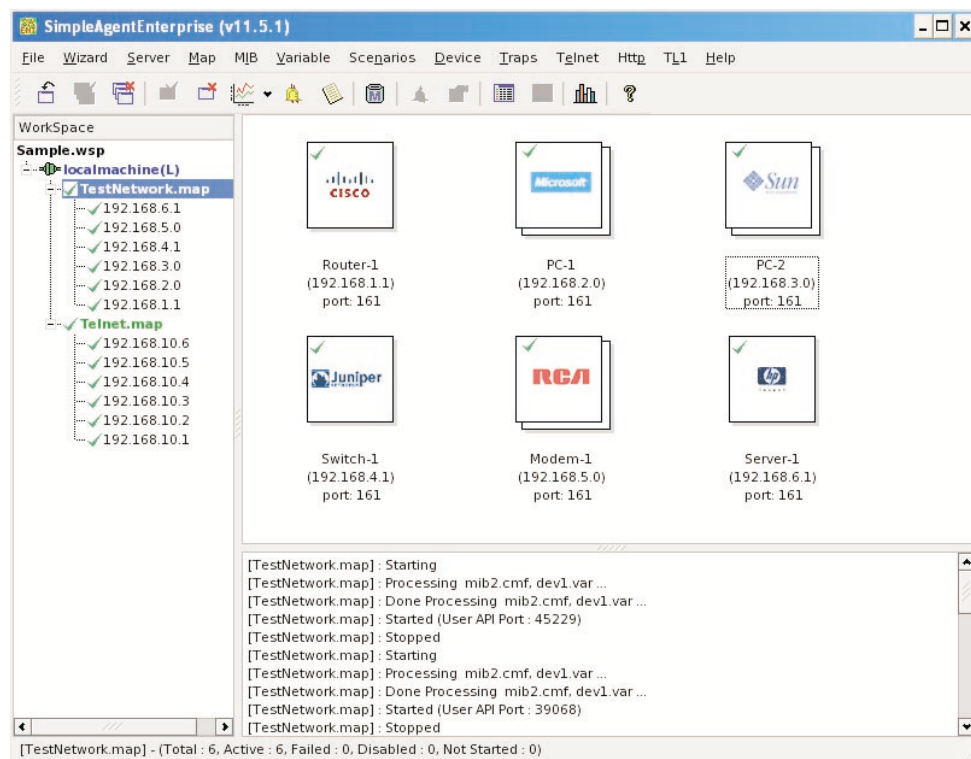 SimpleAgentEnterprise (v11.5.1)
File Wizard Server Map MIB Variable Scenarios Device Traps Telnet Http TL1 Help
WorkSpace
Sample.wsp
localmachine(L)
TestNetwork.map
192.168.6.1
192.168.5.0
192.168.4.1
192.168.3.0
192.168.2.0
192.168.1.1
Telnet.map
192.168.10.6
192.168.10.5
192.168.10.4
192.168.10.3
192.168.10.2
192.168.10.1
CISCO
Router-1
(192.168.1.1)
port: 161
Microsoft
PC-1
(192.168.2.0)
port: 161
Sun
PC-2
(192.168.3.0)
port: 161
Juniper
Switch-1
(192.168.4.1)
port: 161
RCA
Modem-1
(192.168.5.0)
port: 161
hp
invent
Server-1
(192.168.6.1)
port: 161
[TestNetwork.map] : Starting
[TestNetwork.map] : Processing mib2.cmf, dev1.var ...
[TestNetwork.map] : Done Processing mib2.cmf, dev1.var ...
[TestNetwork.map] : Started (User API Port : 45229)
[TestNetwork.map] : Stopped
[TestNetwork.map] : Starting
[TestNetwork.map] : Processing mib2.cmf, dev1.var ...
[TestNetwork.map] : Done Processing mib2.cmf, dev1.var ...
[TestNetwork.map] : Started (User API Port : 39068)
[TestNetwork.map] : Stopped
[TestNetwork.map] - (Total : 6, Active : 6, Failed : 0, Disabled : 0, Not Started : 0)